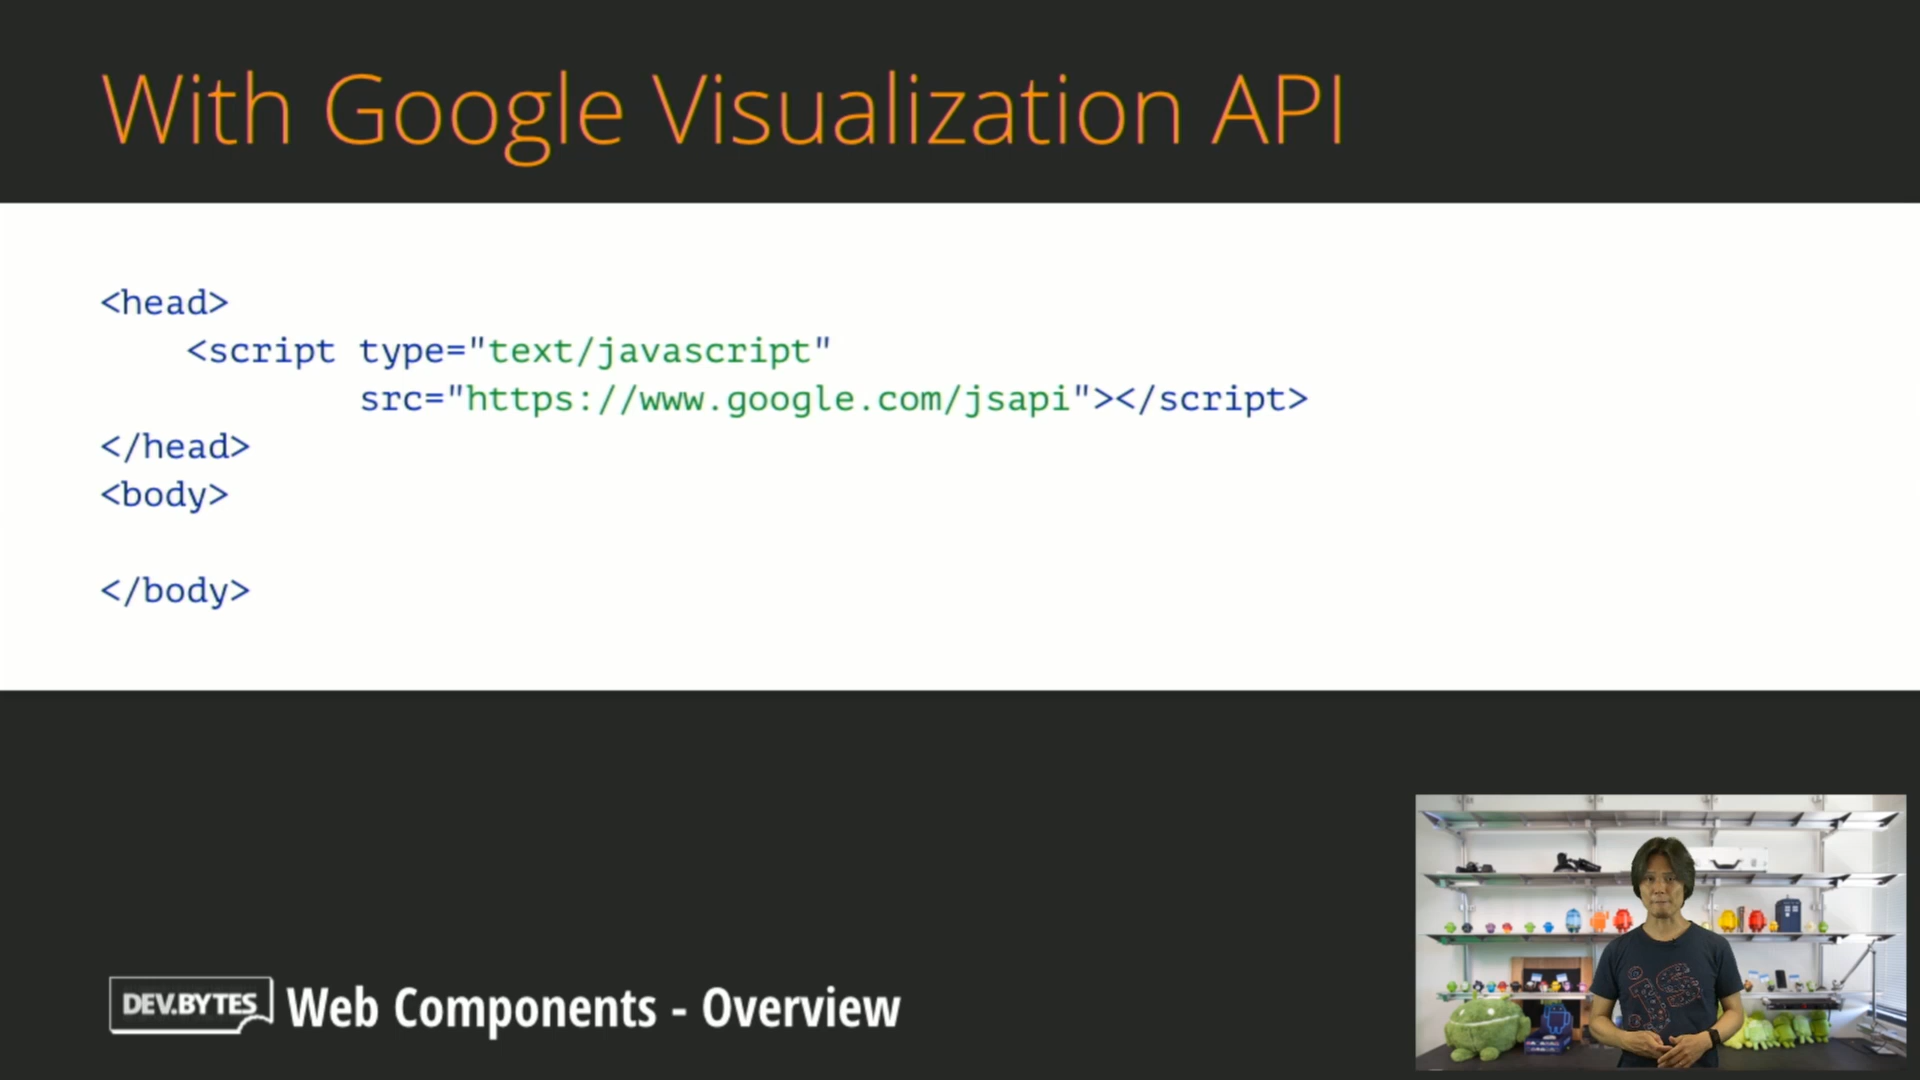 With Google Visualization API
<head>
    <script type="text/javascript"
            src="https://www.google.com/jsapi"></script>
</head>
<body>
</body>
DEV.BYTES Web Components - Overview
JS